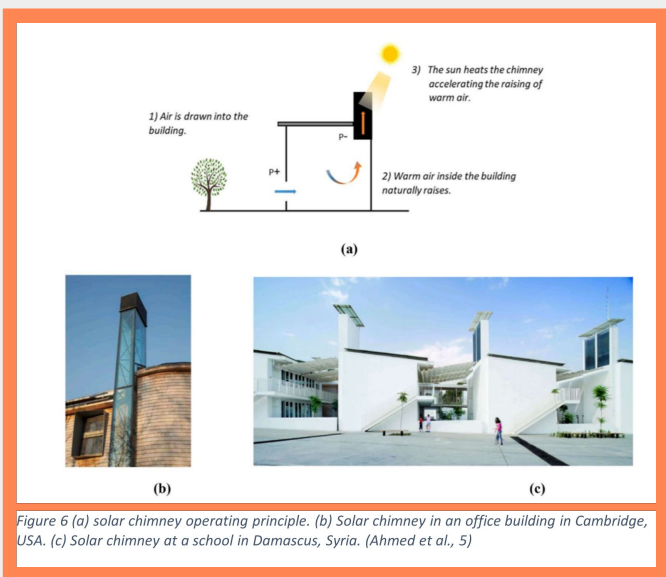 3) The sun heats the chimney
accelerating the raising of
warm air.
1) Air is drawn into the
building.
P-
P+
2) Warm air inside the building
naturally raises.
(a)
(b)
(c)
Figure 6 (a) solar chimney operating principle. (b) Solar chimney in an office building in Cambridge,
USA. (c) Solar chimney at a school in Damascus, Syria. (Ahmed et al., 5)